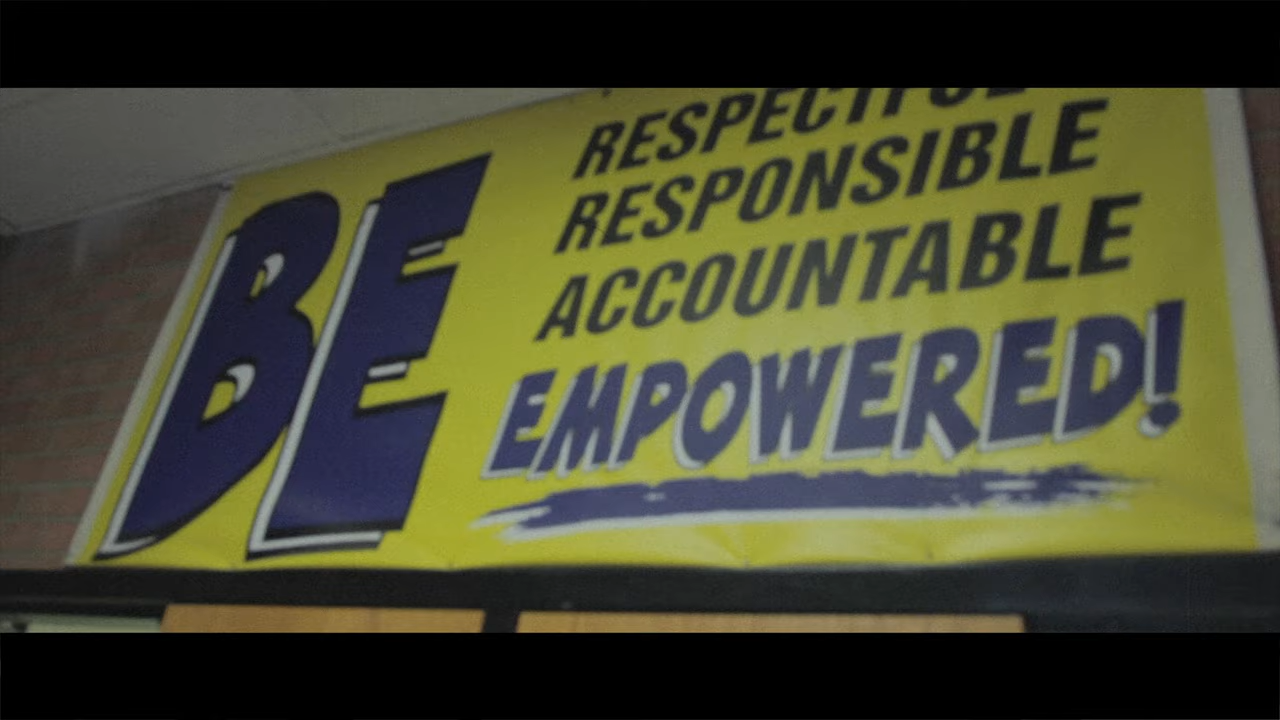 BE
RESPECTFUL
RESPONSIBLE
ACCOUNTABLE
EMPOWERED!